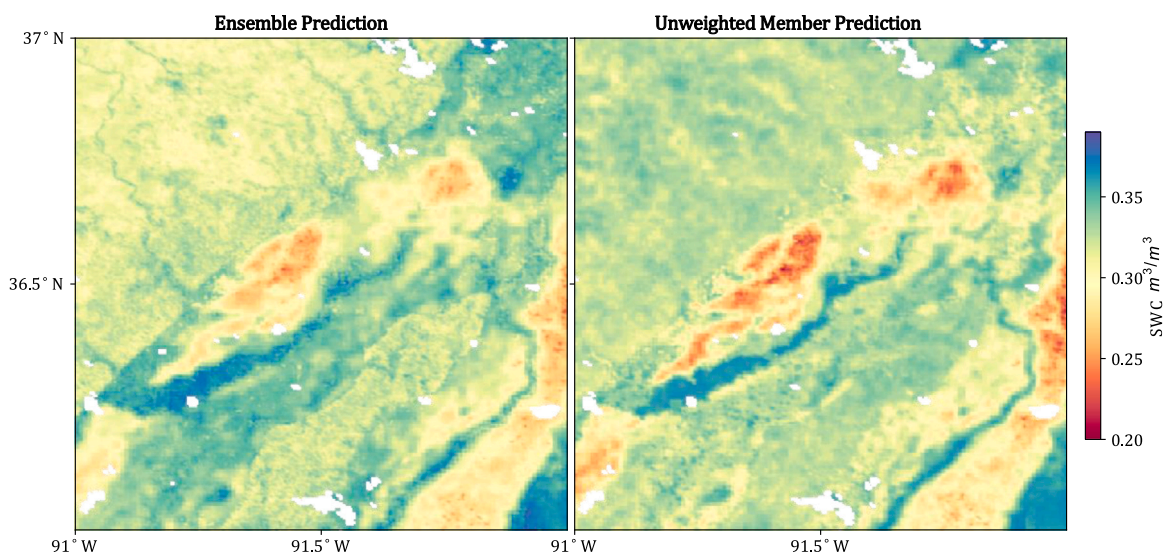 Ensemble Prediction
Unweighted Member Prediction
37° N
36.5° N
91° W
91.5° W
91° W
91.5° W
0.35
0.30
0.25
0.20
SWC m³/m³